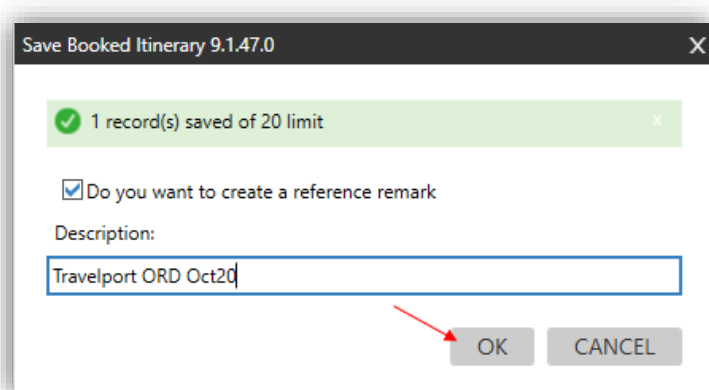 Save Booked Itinerary 9.1.47.0 X
1 record(s) saved of 20 limit x
Do you want to create a reference remark
Description:
Travelport ORD Oct20
OK CANCEL